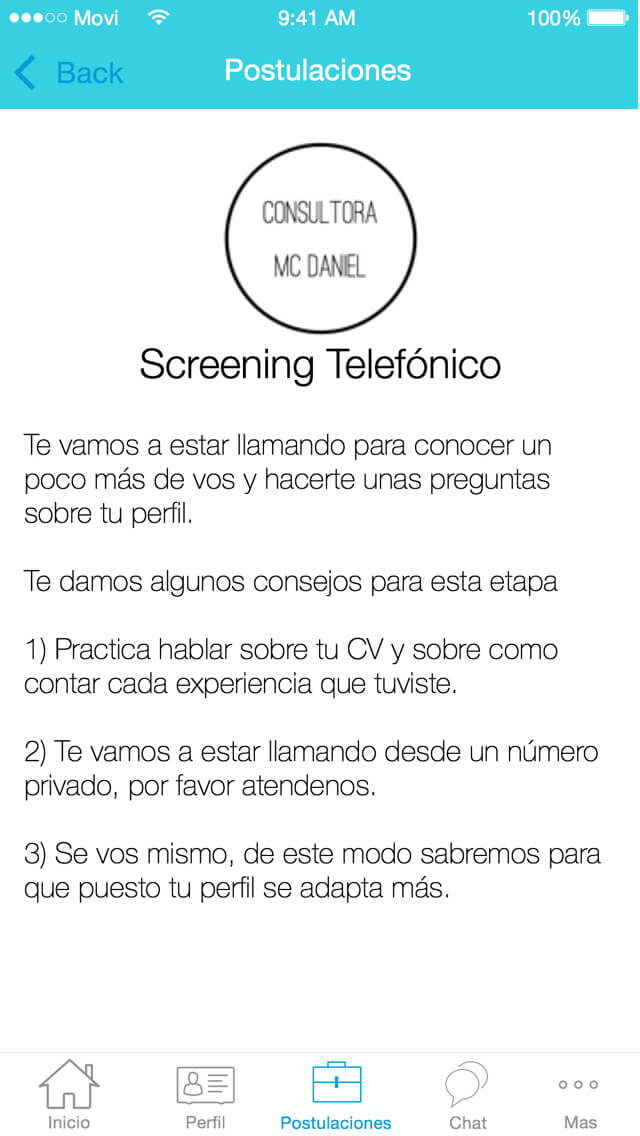 Movi 9:41 AM 100%
Back Postulaciones
CONSULTORA
MC DANIEL
Screening Telefónico
Te vamos a estar llamando para conocer un
poco más de vos y hacerte unas preguntas
sobre tu perfil.
Te damos algunos consejos para esta etapa
1) Practica hablar sobre tu CV y sobre como
contar cada experiencia que tuviste.
2) Te vamos a estar llamando desde un número
privado, por favor atendenos.
3) Se vos mismo, de este modo sabremos para
que puesto tu perfil se adapta más.
Inicio Perfil Postulaciones Chat Mas